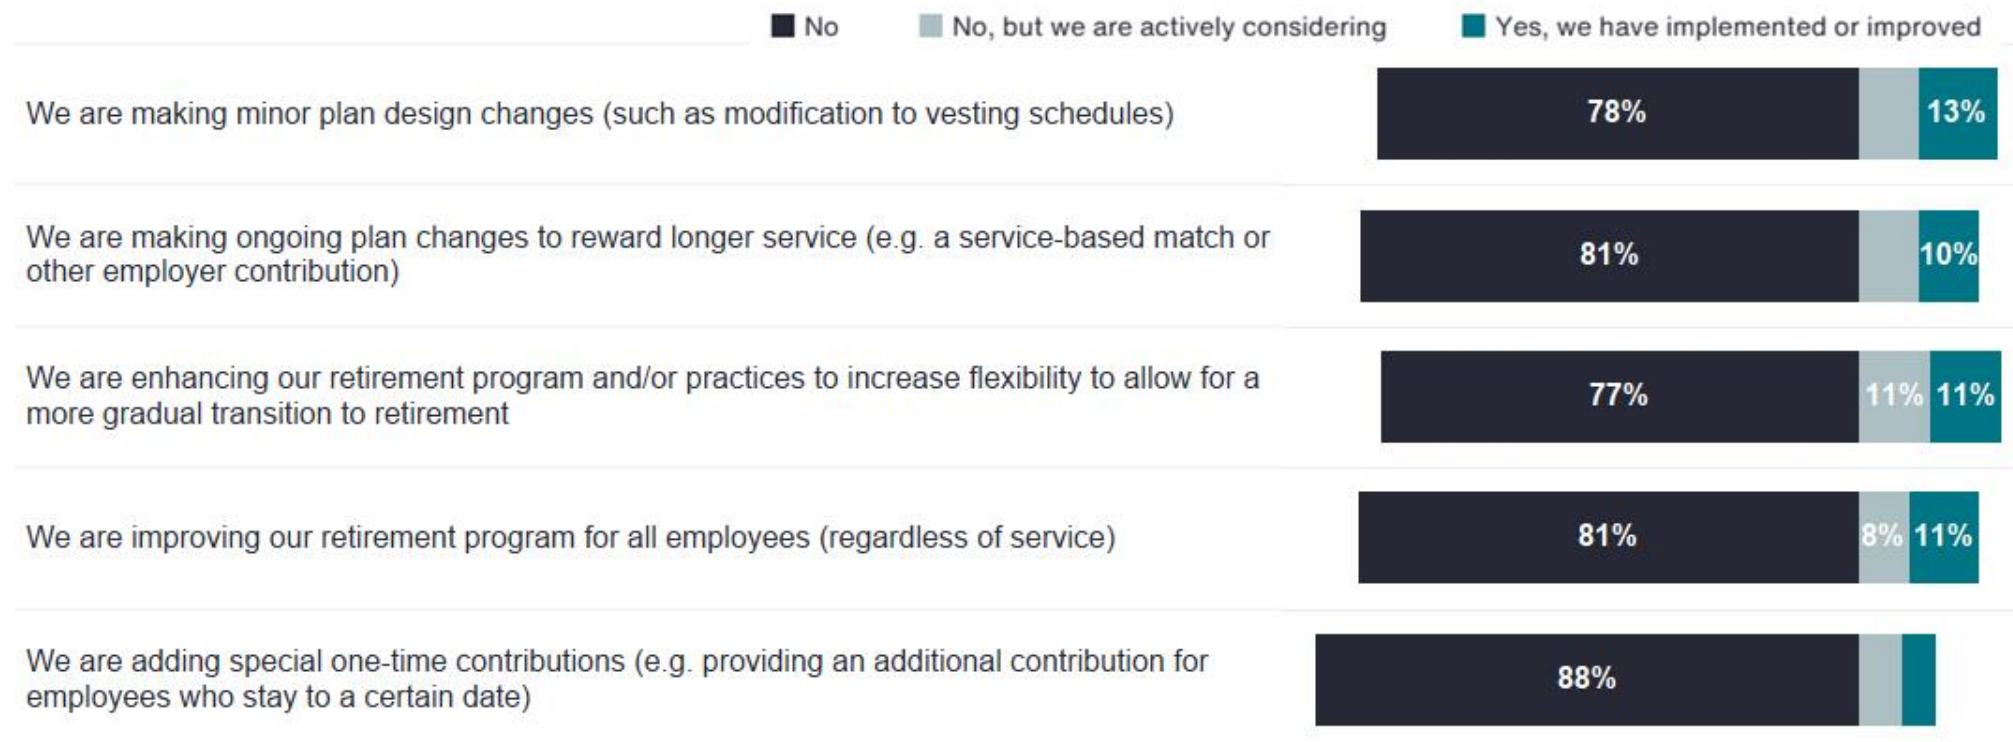 No No, but we are actively considering Yes, we have implemented or improved
We are making minor plan design changes (such as modification to vesting schedules) 78% 13%
We are making ongoing plan changes to reward longer service (e.g. a service-based match or
other employer contribution)
81% 10%
We are enhancing our retirement program and/or practices to increase flexibility to allow for a
more gradual transition to retirement
77% 11% 11%
We are improving our retirement program for all employees (regardless of service) 81% 8% 11%
We are adding special one-time contributions (e.g. providing an additional contribution for
employees who stay to a certain date)
88%